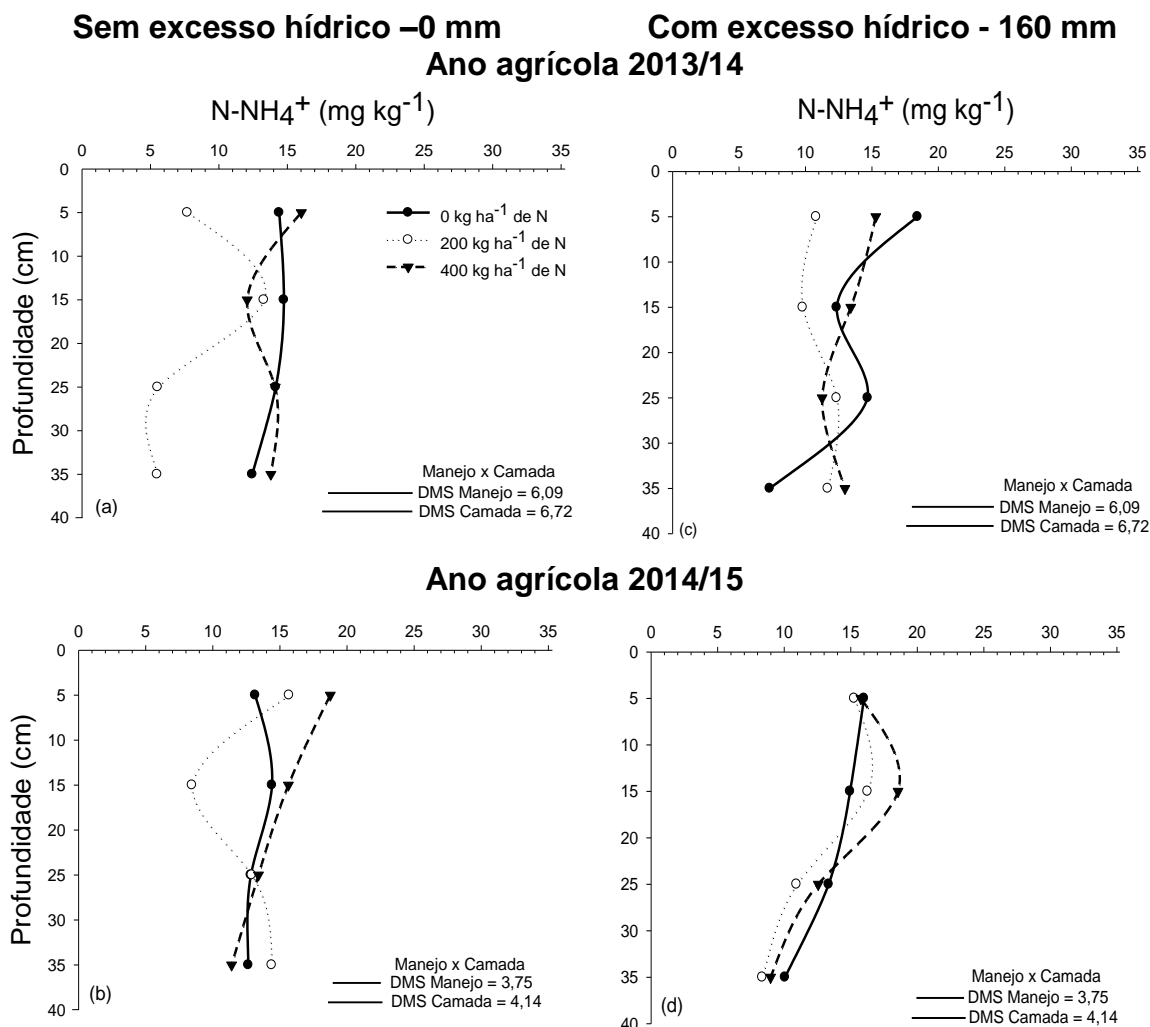 Sem excesso hídrico –0 mm
Com excesso hídrico - 160 mm
Ano agrícola 2013/14
N-NH4+ (mg kg-1)
N-NH4+ (mg kg-1)
0 5 10 15 20 25 30 35
0 5 10 15 20 25 30 35
Profundidade (cm)
0
5
10
15
20
25
30
35
40
0 kg ha-1 de N
200 kg ha-1 de N
400 kg ha-1 de N
(a)
Manejo x Camada
DMS Manejo = 6,09
DMS Camada = 6,72
0
5
10
15
20
25
30
35
40
(c)
Manejo x Camada
DMS Manejo = 6,09
DMS Camada = 6,72
Ano agrícola 2014/15
0 5 10 15 20 25 30 35
0 5 10 15 20 25 30 35
Profundidade (cm)
0
5
10
15
20
25
30
35
40
(b)
Manejo x Camada
DMS Manejo = 3,75
DMS Camada = 4,14
0
5
10
15
20
25
30
35
40
(d)
Manejo x Camada
DMS Manejo = 3,75
DMS Camada = 4,14